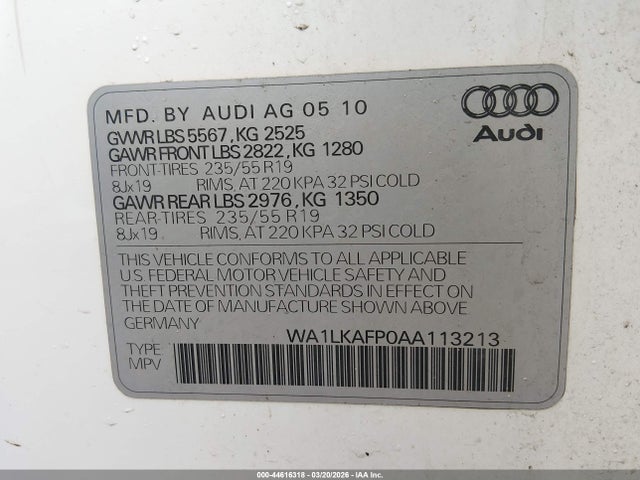 MFD. BY AUDI AG 05 10
GVWR LBS 5567, KG 2525
GAWR FRONT LBS 2822, KG 1280
FRONT-TIRES 235/55 R19
8Jx19 RIMS, AT 220 KPA 32 PSI COLD
GAWR REAR LBS 2976, KG 1350
REAR-TIRES 235/55 R19
8Jx19 RIMS, AT 220 KPA 32 PSI COLD
Audi
THIS VEHICLE CONFORMS TO ALL APPLICABLE
U.S. FEDERAL MOTOR VEHICLE SAFETY AND
THEFT PREVENTION STANDARDS IN EFFECT ON
THE DATE OF MANUFACTURE SHOWN ABOVE
GERMANY
WA1LKAFP0AA113213
TYPE:
MPV
000-44616318 - 03/20/2026 - IAAI.COM